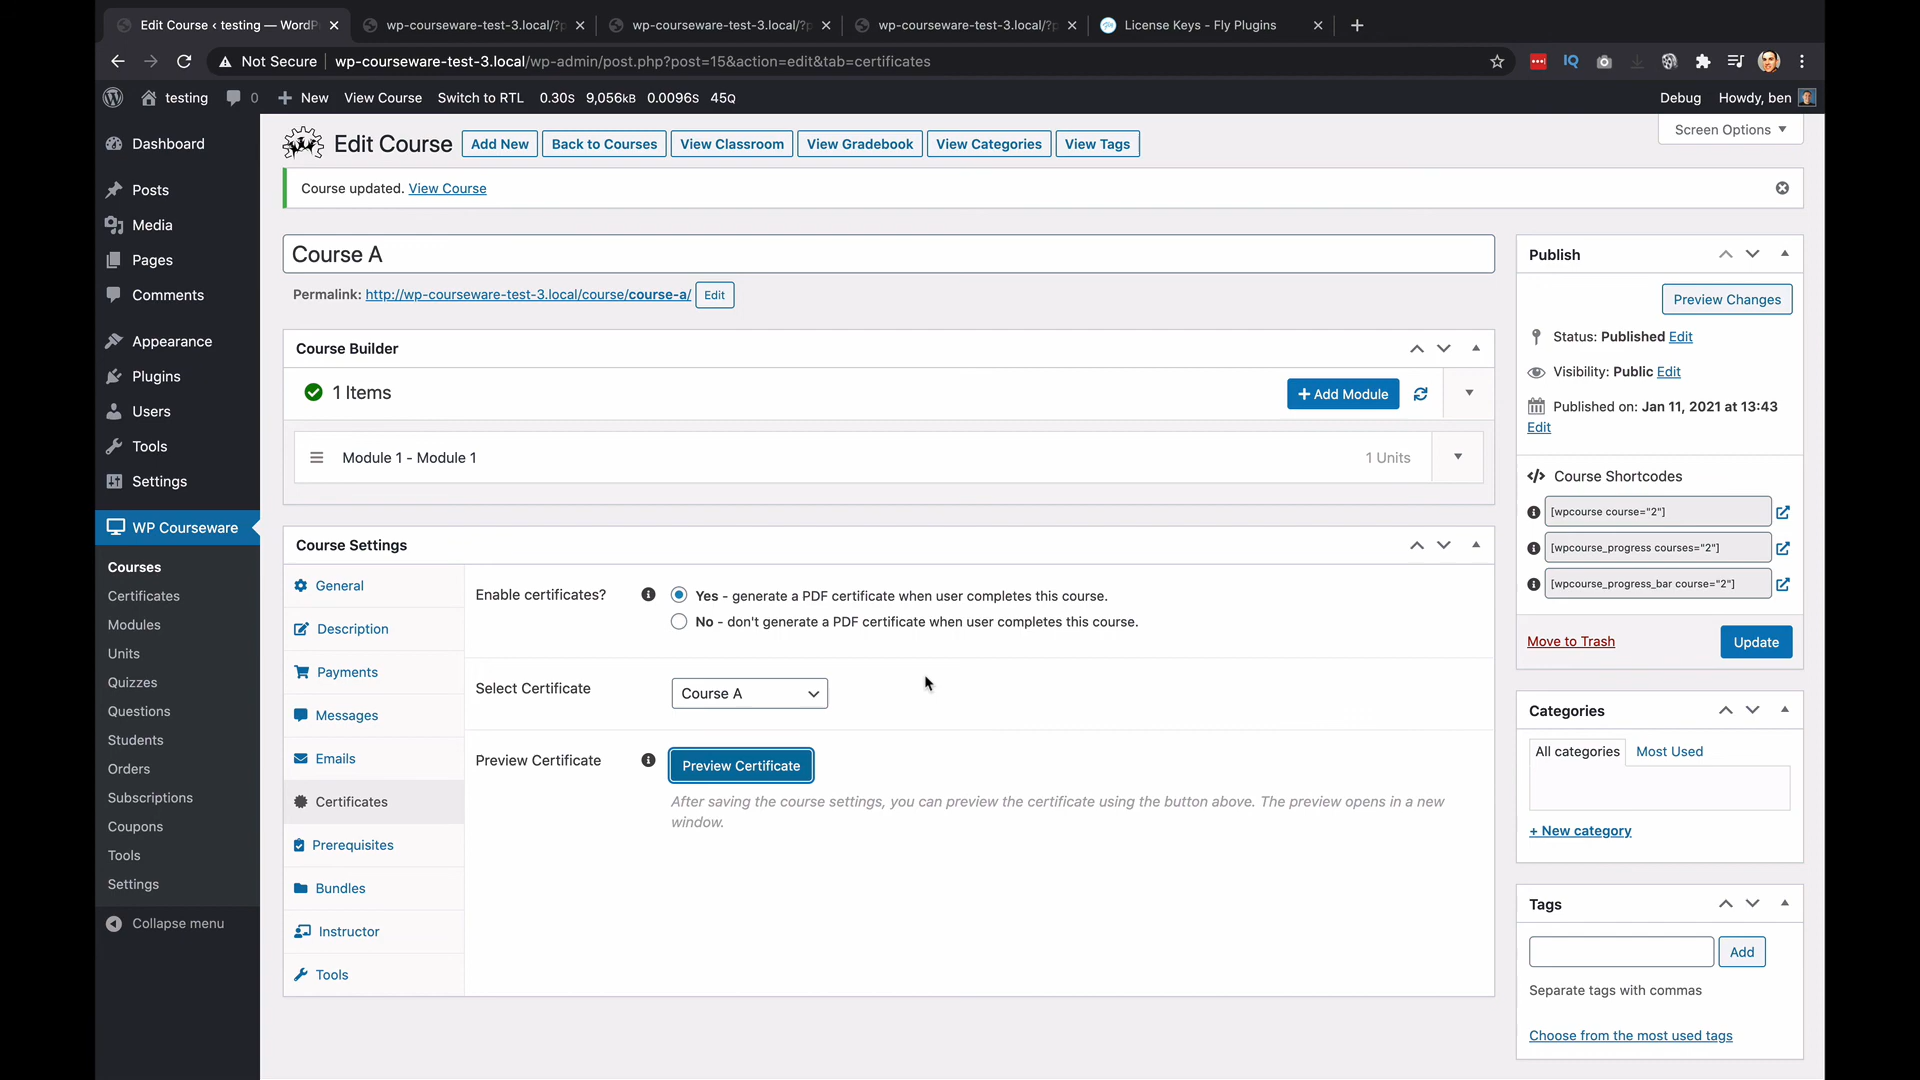 Edit Course ‹ testing — WordP
wp-courseware-test-3.local/?p
wp-courseware-test-3.local/?p
wp-courseware-test-3.local/?p
License Keys - Fly Plugins
Not Secure
wp-courseware-test-3.local/wp-admin/post.php?post=15&action=edit&tab=certificates
testing
0
New
View Course
Switch to RTL
0.30S
9,056KB
0.0096S
45Q
Debug
Howdy, ben
Dashboard
Posts
Media
Pages
Comments
Appearance
Plugins
Users
Tools
Settings
WP Courseware
Courses
Certificates
Modules
Units
Quizzes
Questions
Students
Orders
Subscriptions
Coupons
Tools
Settings
Collapse menu
Edit Course
Add New
Back to Courses
View Classroom
View Gradebook
View Categories
View Tags
Screen Options
Course updated. View Course
Course A
Permalink: http://wp-courseware-test-3.local/course/course-a/ Edit
Course Builder
1 Items
+ Add Module
Module 1 - Module 1
1 Units
Course Settings
General
Description
Payments
Messages
Emails
Certificates
Prerequisites
Bundles
Instructor
Tools
Enable certificates?
Yes - generate a PDF certificate when user completes this course.
No - don't generate a PDF certificate when user completes this course.
Select Certificate
Course A
Preview Certificate
Preview Certificate
After saving the course settings, you can preview the certificate using the button above. The preview opens in a new
window.
Publish
Preview Changes
Status: Published Edit
Visibility: Public Edit
Published on: Jan 11, 2021 at 13:43
Edit
Course Shortcodes
[wpcourse course="2"]
[wpcourse_progress courses="2"]
[wpcourse_progress_bar course="2"]
Move to Trash
Update
Categories
All categories
Most Used
+ New category
Tags
Add
Separate tags with commas
Choose from the most used tags